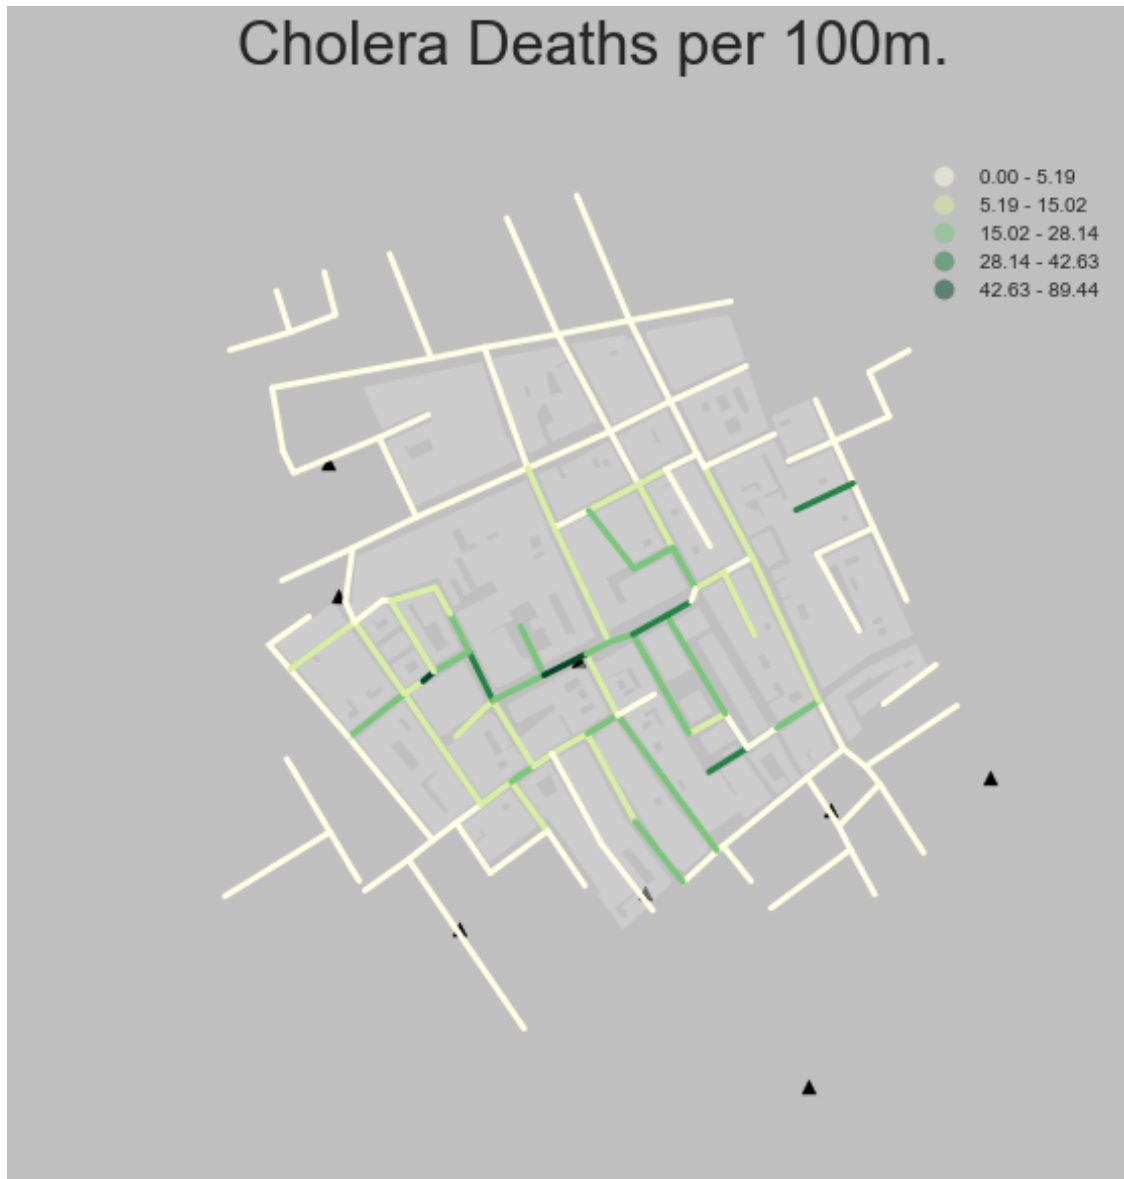 Cholera Deaths per 100m.
0.00 - 5.19
5.19 - 15.02
15.02 - 28.14
28.14 - 42.63
42.63 - 89.44